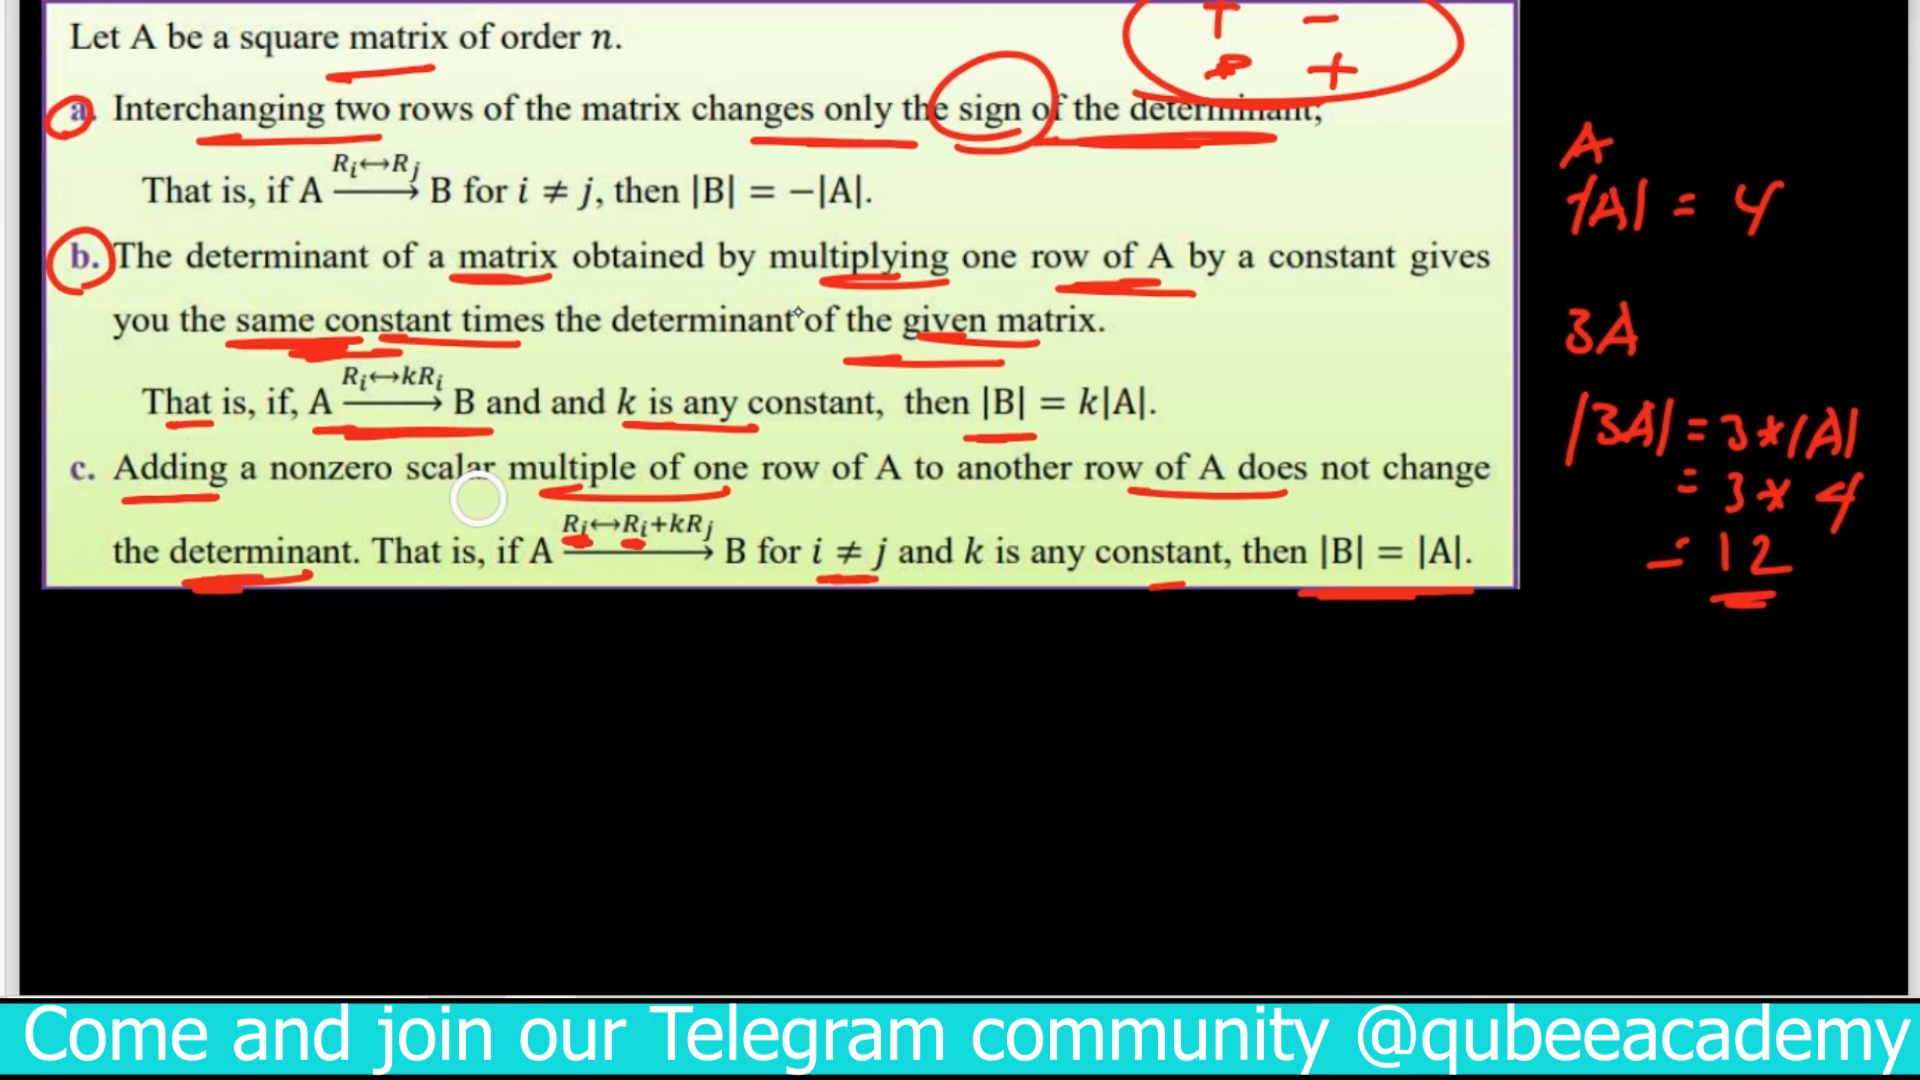 Let A be a square matrix of order n.
+ -
+
a. Interchanging two rows of the matrix changes only the sign of the determinant;
Ri↔Rj
That is, if A ⟶ B for i ≠ j, then |B| = −|A|.
b. The determinant of a matrix obtained by multiplying one row of A by a constant gives
you the same constant times the determinant of the given matrix.
Ri↔kRi
That is, if, A ⟶ B and and k is any constant, then |B| = k|A|.
c. Adding a nonzero scalar multiple of one row of A to another row of A does not change
Ri↔Ri+kRj
the determinant. That is, if A ⟶ B for i ≠ j and k is any constant, then |B| = |A|.
A
|A| = 4
3A
|3A| = 3*|A|
= 3* 4
= 12
Come and join our Telegram community @qubeeacademy